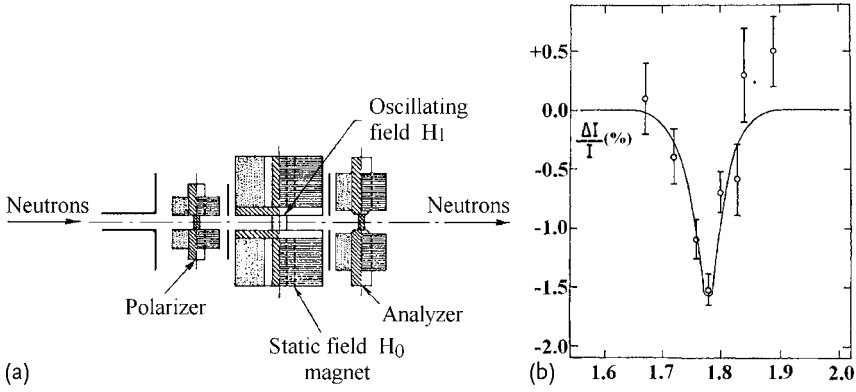 Neutrons
Oscillating
field H1
Neutrons
Polarizer
Analyzer
Static field H0
magnet
(a)
(b)
+0.5
0.0
ΔI
I
(%)
-0.5
-1.0
-1.5
-2.0
1.6 1.7 1.8 1.9 2.0